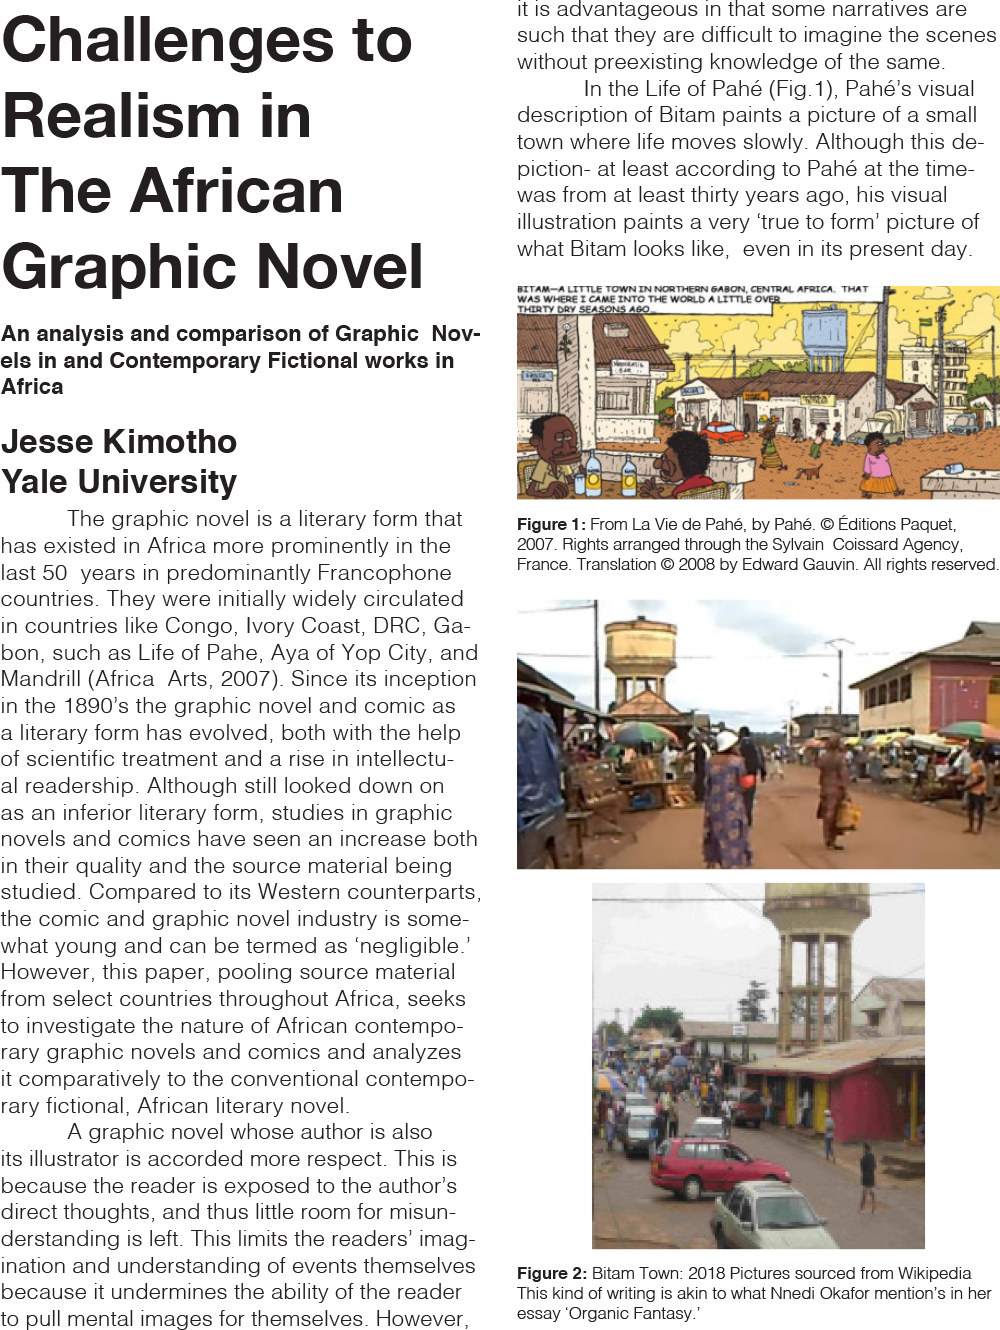 Challenges to
Realism in
The African
Graphic Novel
An analysis and comparison of Graphic  Nov-
els in and Contemporary Fictional works in
Africa
Jesse Kimotho
Yale University
The graphic novel is a literary form that
has existed in Africa more prominently in the
last 50  years in predominantly Francophone
countries. They were initially widely circulated
in countries like Congo, Ivory Coast, DRC, Ga-
bon, such as Life of Pahe, Aya of Yop City, and
Mandrill (Africa  Arts, 2007). Since its inception
in the 1890’s the graphic novel and comic as
a literary form has evolved, both with the help
of scientific treatment and a rise in intellectu-
al readership. Although still looked down on
as an inferior literary form, studies in graphic
novels and comics have seen an increase both
in their quality and the source material being
studied. Compared to its Western counterparts,
the comic and graphic novel industry is some-
what young and can be termed as ‘negligible.’
However, this paper, pooling source material
from select countries throughout Africa, seeks
to investigate the nature of African contempo-
rary graphic novels and comics and analyzes
it comparatively to the conventional contempo-
rary fictional, African literary novel.
A graphic novel whose author is also
its illustrator is accorded more respect. This is
because the reader is exposed to the author’s
direct thoughts, and thus little room for misun-
derstanding is left. This limits the readers’ imag-
ination and understanding of events themselves
because it undermines the ability of the reader
to pull mental images for themselves. However,
it is advantageous in that some narratives are
such that they are difficult to imagine the scenes
without preexisting knowledge of the same.
In the Life of Pahé (Fig.1), Pahé’s visual
description of Bitam paints a picture of a small
town where life moves slowly. Although this de-
piction- at least according to Pahé at the time-
was from at least thirty years ago, his visual
illustration paints a very ‘true to form’ picture of
what Bitam looks like,  even in its present day.
BITAM—A LITTLE TOWN IN NORTHERN GABON, CENTRAL AFRICA.  THAT
WAS WHERE I CAME INTO THE WORLD A LITTLE OVER
THIRTY DRY SEASONS AGO...
BAR
Figure 1: From La Vie de Pahé, by Pahé. © Éditions Paquet,
2007. Rights arranged through the Sylvain  Coissard Agency,
France. Translation © 2008 by Edward Gauvin. All rights reserved.
Figure 2: Bitam Town: 2018 Pictures sourced from Wikipedia
This kind of writing is akin to what Nnedi Okafor mention’s in her
essay ‘Organic Fantasy.’